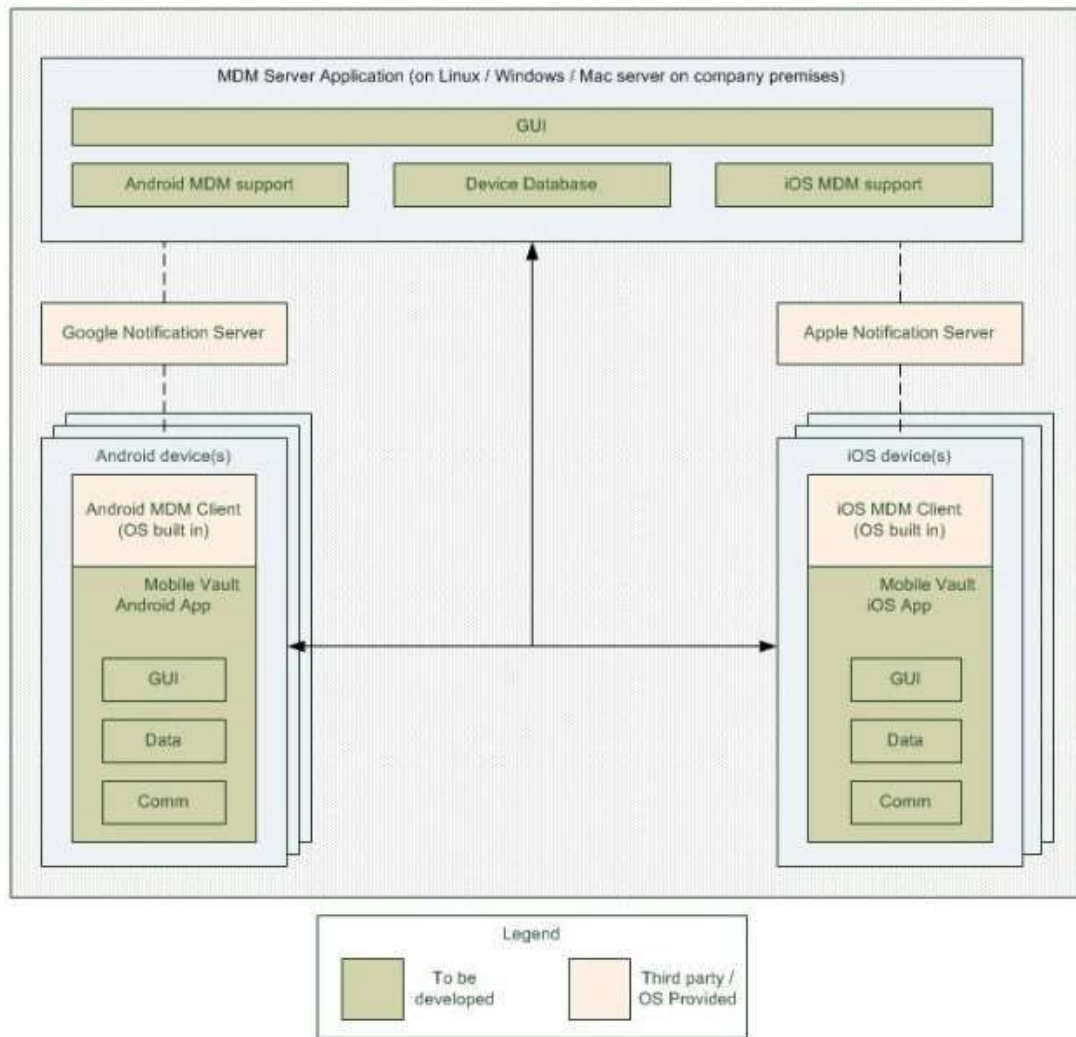 MDM Server Application (on Linux / Windows / Mac server on company premises)
GUI
Android MDM support
Device Database
iOS MDM support
Google Notification Server
Apple Notification Server
Android device(s)
Android MDM Client
(OS built in)
Mobile Vault
Android App
GUI
Data
Comm
iOS device(s)
iOS MDM Client
(OS built in)
Mobile Vault
iOS App
GUI
Data
Comm
Legend
To be
developed
Third party /
OS Provided